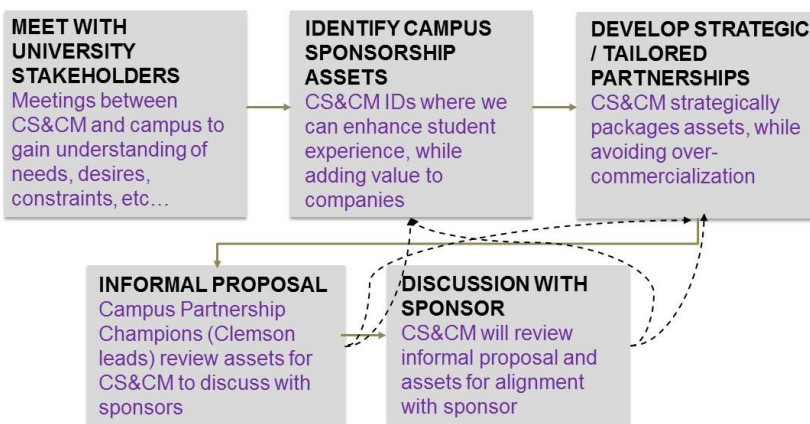 MEET WITH
UNIVERSITY
STAKEHOLDERS
Meetings between
CS&CM and campus to
gain understanding of
needs, desires,
constraints, etc…
IDENTIFY CAMPUS
SPONSORSHIP
ASSETS
CS&CM IDs where we
can enhance student
experience, while
adding value to
companies
DEVELOP STRATEGIC
/ TAILORED
PARTNERSHIPS
CS&CM strategically
packages assets, while
avoiding over-
commercialization
INFORMAL PROPOSAL
Campus Partnership
Champions (Clemson
leads) review assets for
CS&CM to discuss with
sponsors
DISCUSSION WITH
SPONSOR
CS&CM will review
informal proposal and
assets for alignment
with sponsor